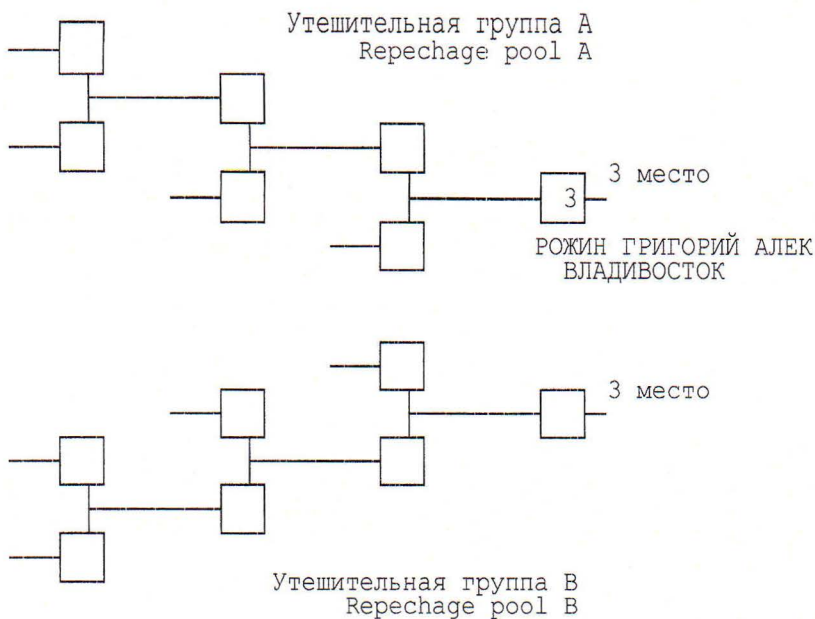 Утешительная группа А
Repechage pool A
3 место
3
РОЖИН ГРИГОРИЙ АЛЕК
ВЛАДИВОСТОК
3 место
Утешительная группа В
Repechage pool B